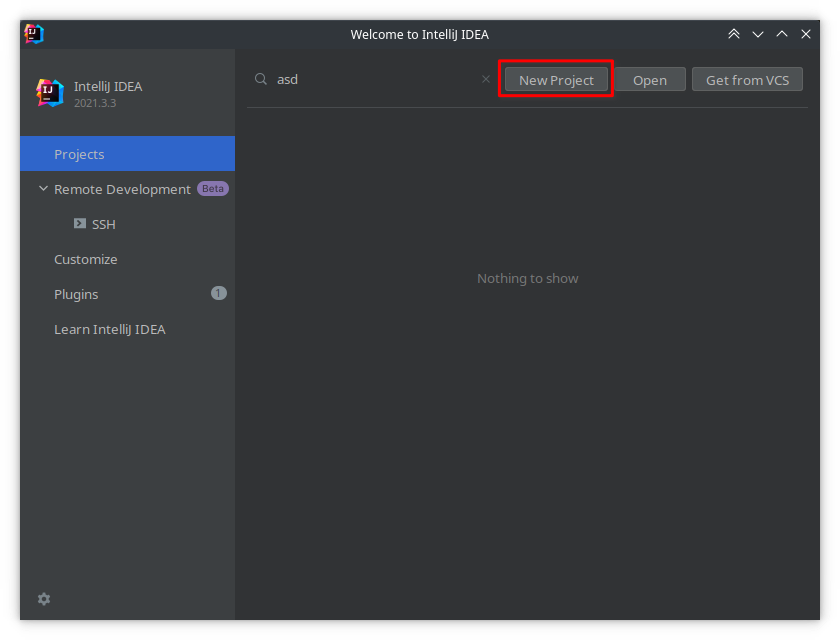 Welcome to IntelliJ IDEA
IntelliJ IDEA
2021.3.3
Projects
Remote Development Beta
SSH
Customize
Plugins 1
Learn IntelliJ IDEA
asd New Project Open Get from VCS
Nothing to show